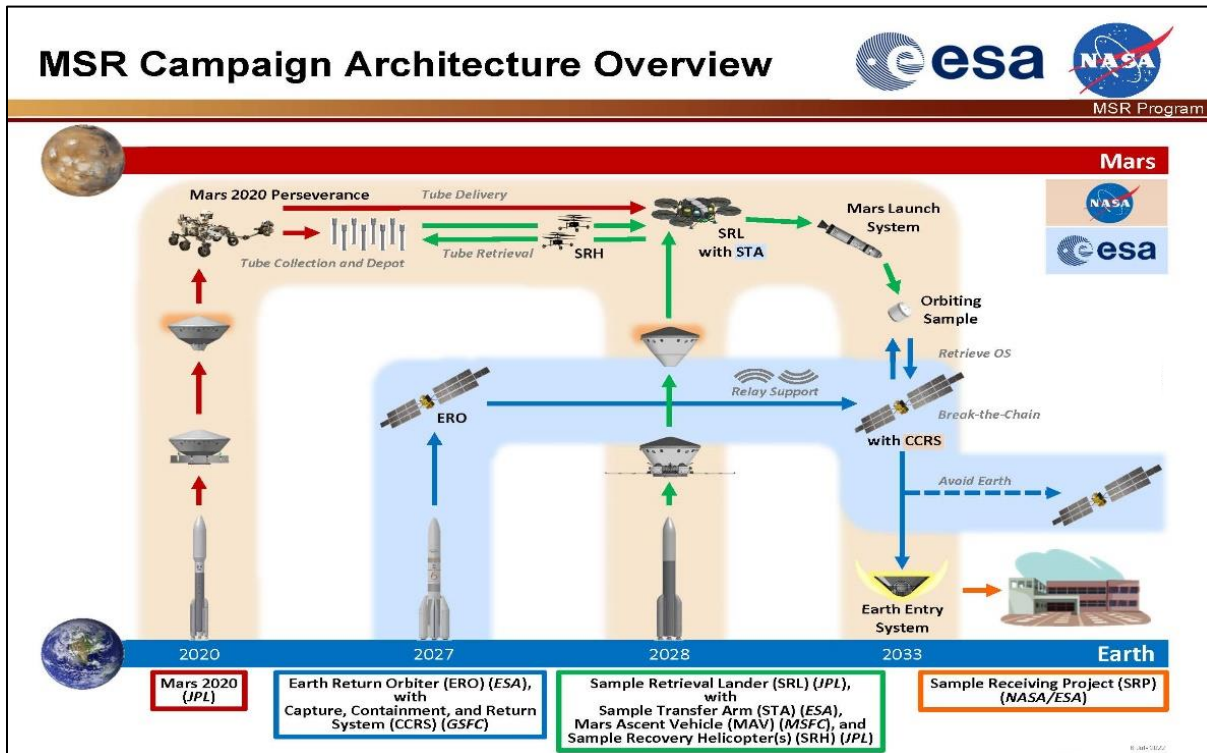 MSR Campaign Architecture Overview
esa
NASA
MSR Program
Mars
Mars 2020 Perseverance
Tube Delivery
Tube Collection and Depot
Tube Retrieval
SRH
SRL
with STA
Mars Launch
System
NASA
esa
Orbiting
Sample
Retrieve OS
Relay Support
ERO
Break-the-Chain
with CCRS
Avoid Earth
Earth Entry
System
2020
2027
2028
2033
Earth
Mars 2020
(JPL)
Earth Return Orbiter (ERO) (ESA),
with
Capture, Containment, and Return
System (CCRS) (GSFC)
Sample Retrieval Lander (SRL) (JPL),
with
Sample Transfer Arm (STA) (ESA),
Mars Ascent Vehicle (MAV) (MSFC), and
Sample Recovery Helicopter(s) (SRH) (JPL)
Sample Receiving Project (SRP)
(NASA/ESA)